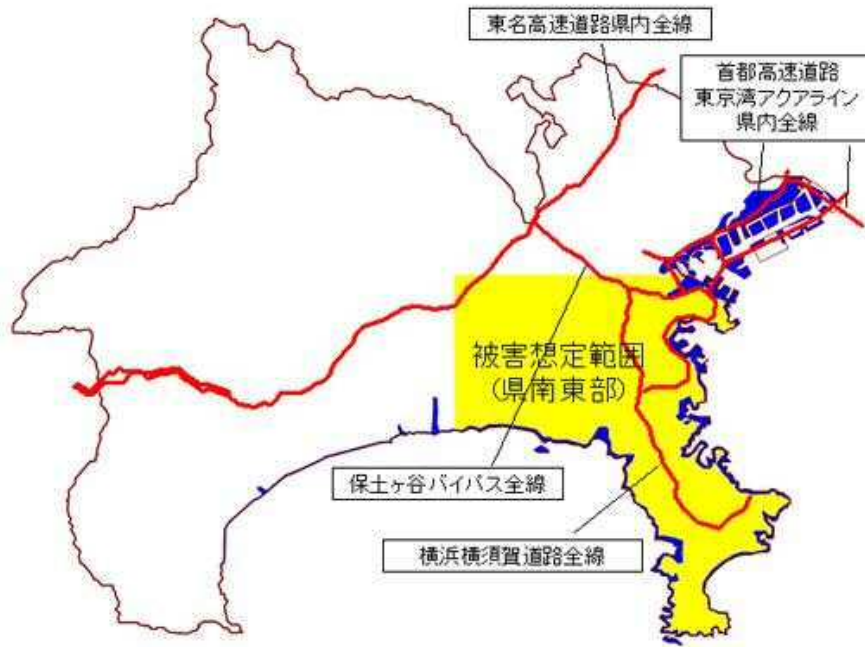 東名高速道路県内全線
首都高速道路
東京湾アクアライン
県内全線
被害想定範囲
(県南東部)
保土ヶ谷バイパス全線
横浜横須賀道路全線